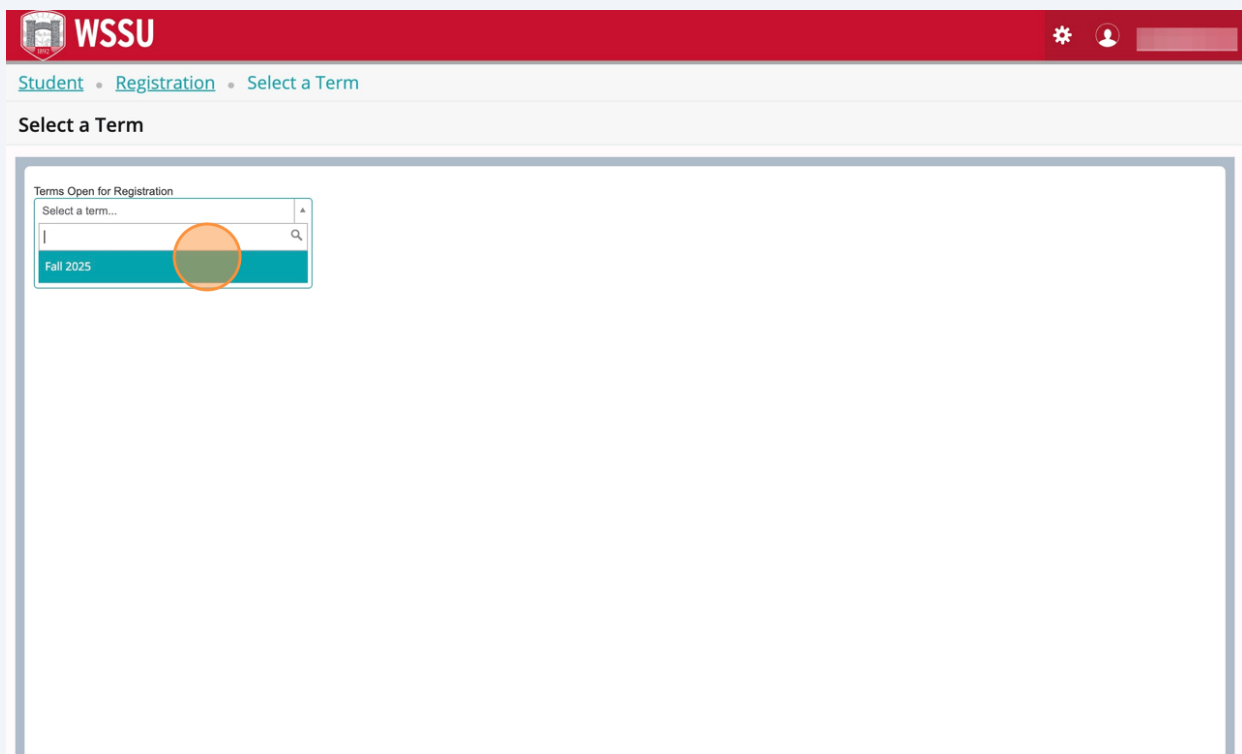 WSSU
Student • Registration • Select a Term
Select a Term
Terms Open for Registration
Select a term...
Fall 2025